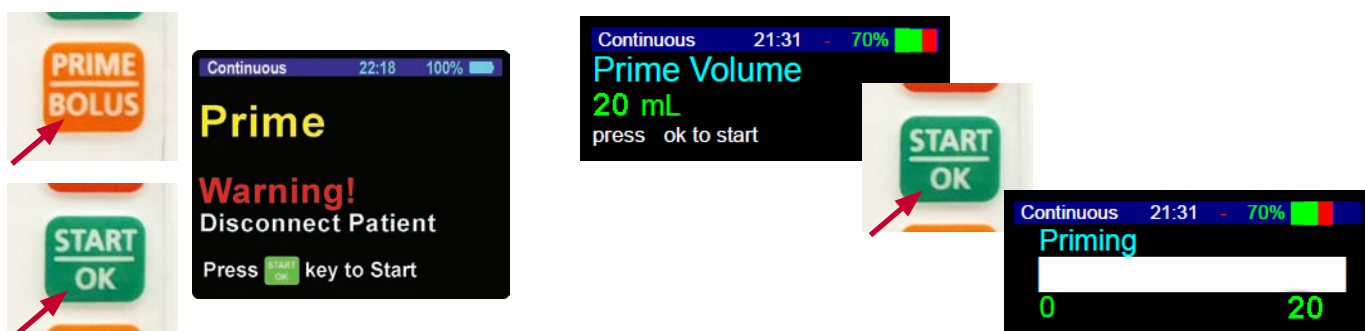 PRIME
BOLUS
START
OK
Continuous 22:18 100%
Prime
Warning!
Disconnect Patient
Press START OK key to Start
Continuous 21:31 - 70%
Prime Volume
20 mL
press ok to start
START
OK
Continuous 21:31 - 70%
Priming
0 20